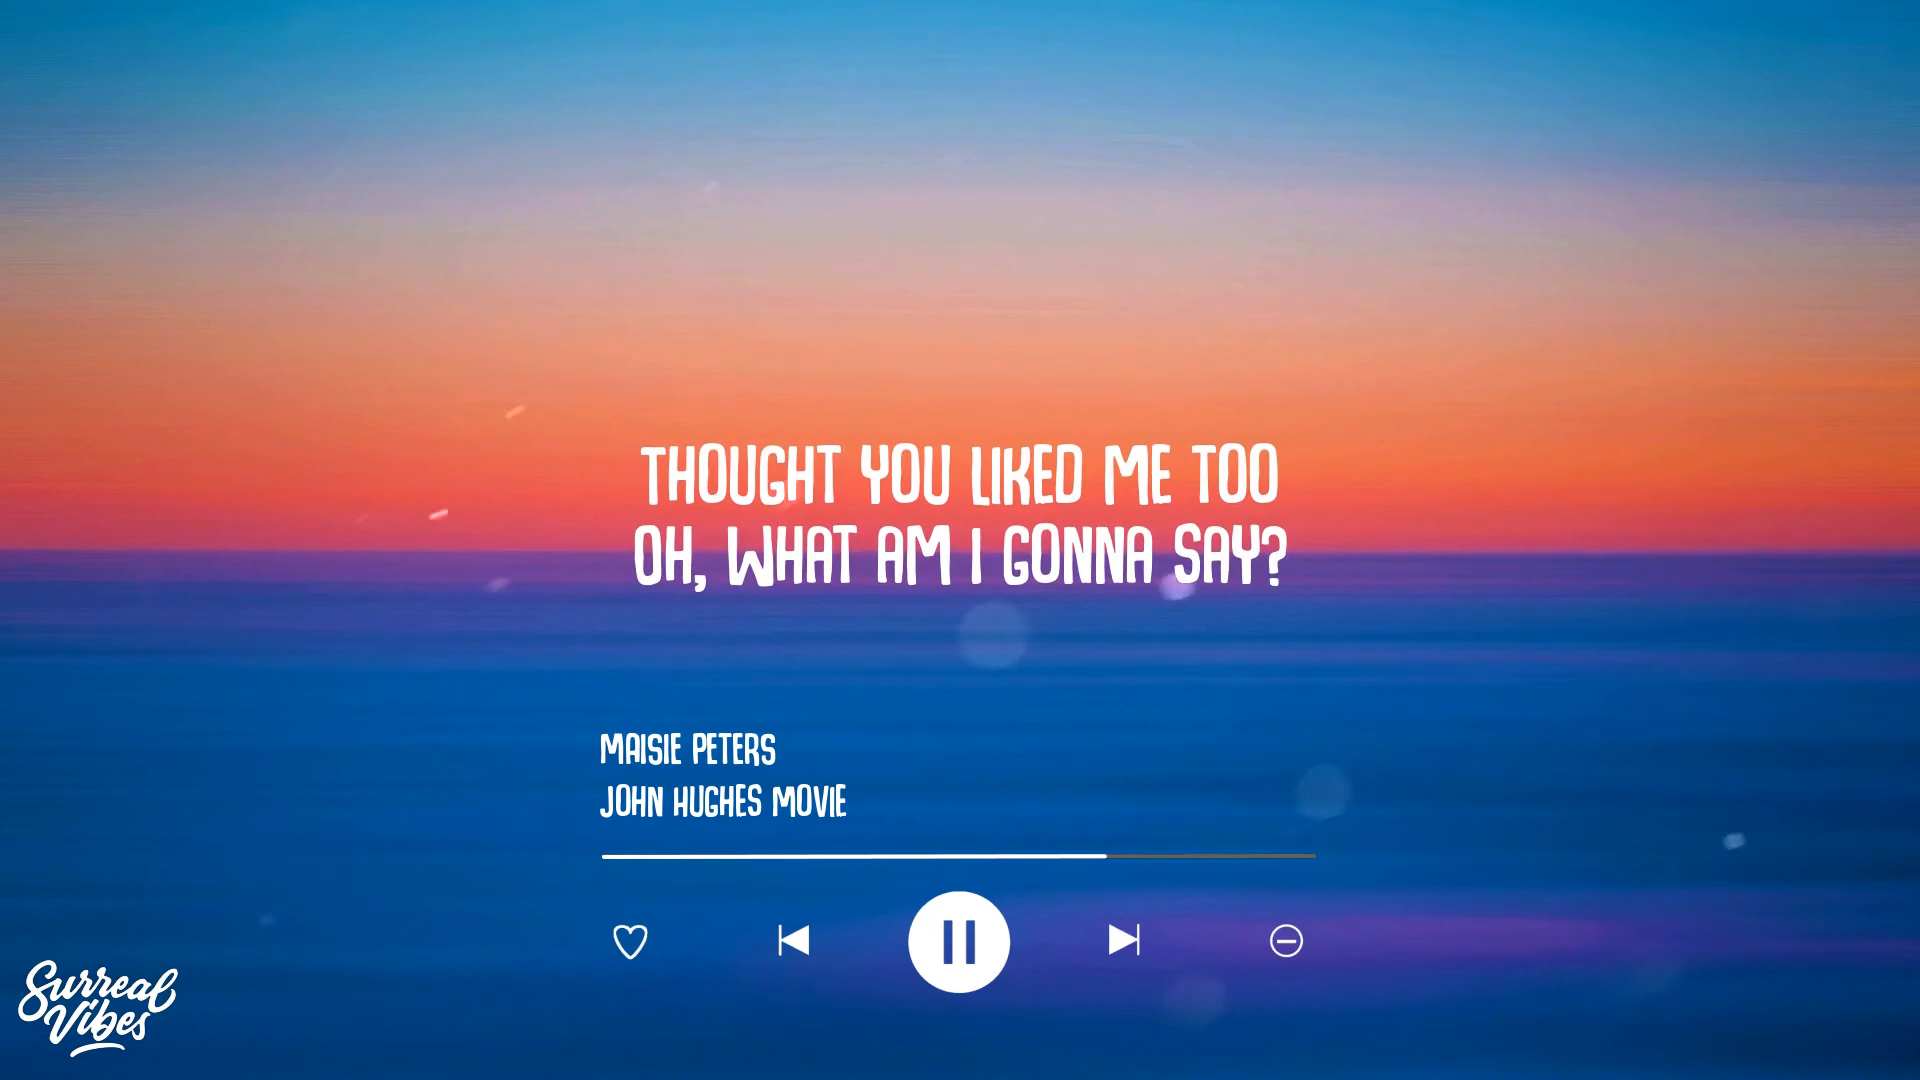 THOUGHT YOU LIKED ME TOO
OH, WHAT AM I GONNA SAY?
MAISIE PETERS
JOHN HUGHES MOVIE
Surreal
Vibes